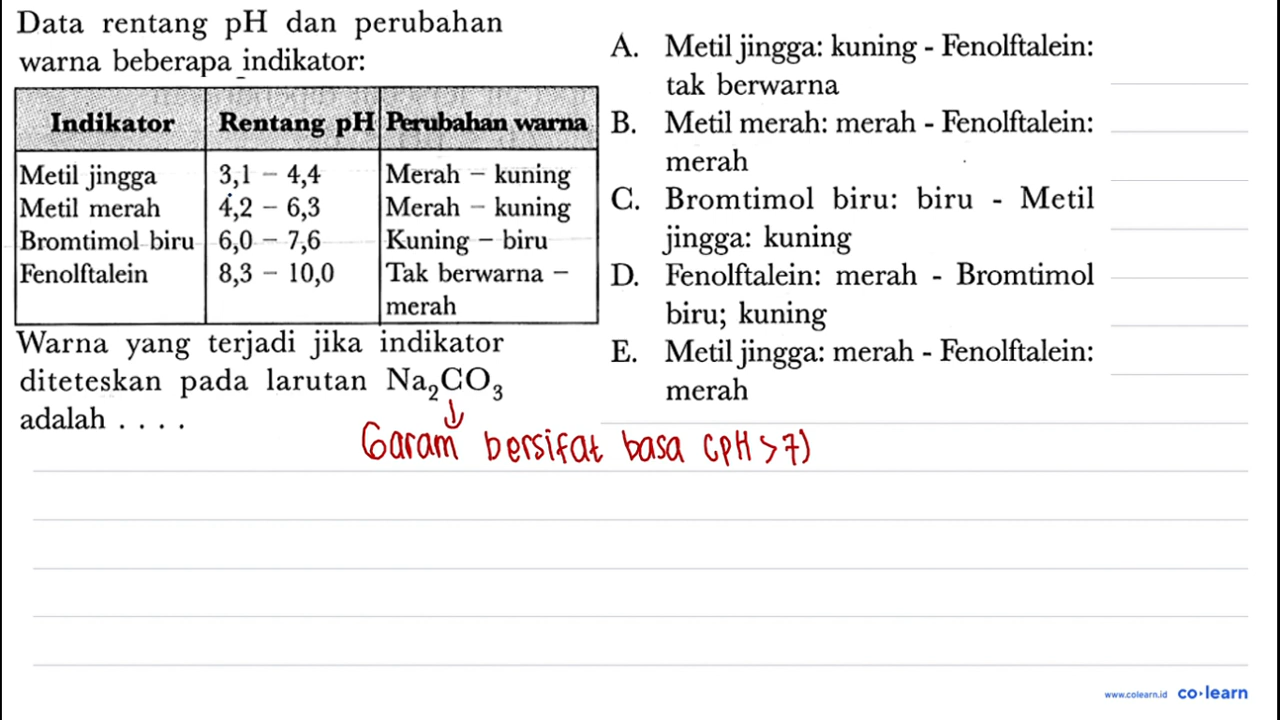 Data rentang pH dan perubahan
warna beberapa indikator:
Indikator Rentang pH Perubahan warna
Metil jingga 3,1 – 4,4 Merah – kuning
Metil merah 4,2 – 6,3 Merah – kuning
Bromtimol biru 6,0 – 7,6 Kuning – biru
Fenolftalein 8,3 – 10,0 Tak berwarna –
merah
Warna yang terjadi jika indikator
diteteskan pada larutan Na₂CO₃
adalah . . . .
Garam bersifat basa (pH > 7)
A. Metil jingga: kuning - Fenolftalein:
tak berwarna
B. Metil merah: merah - Fenolftalein:
merah
C. Bromtimol biru: biru - Metil
jingga: kuning
D. Fenolftalein: merah - Bromtimol
biru; kuning
E. Metil jingga: merah - Fenolftalein:
merah
www.colearn.id co·learn